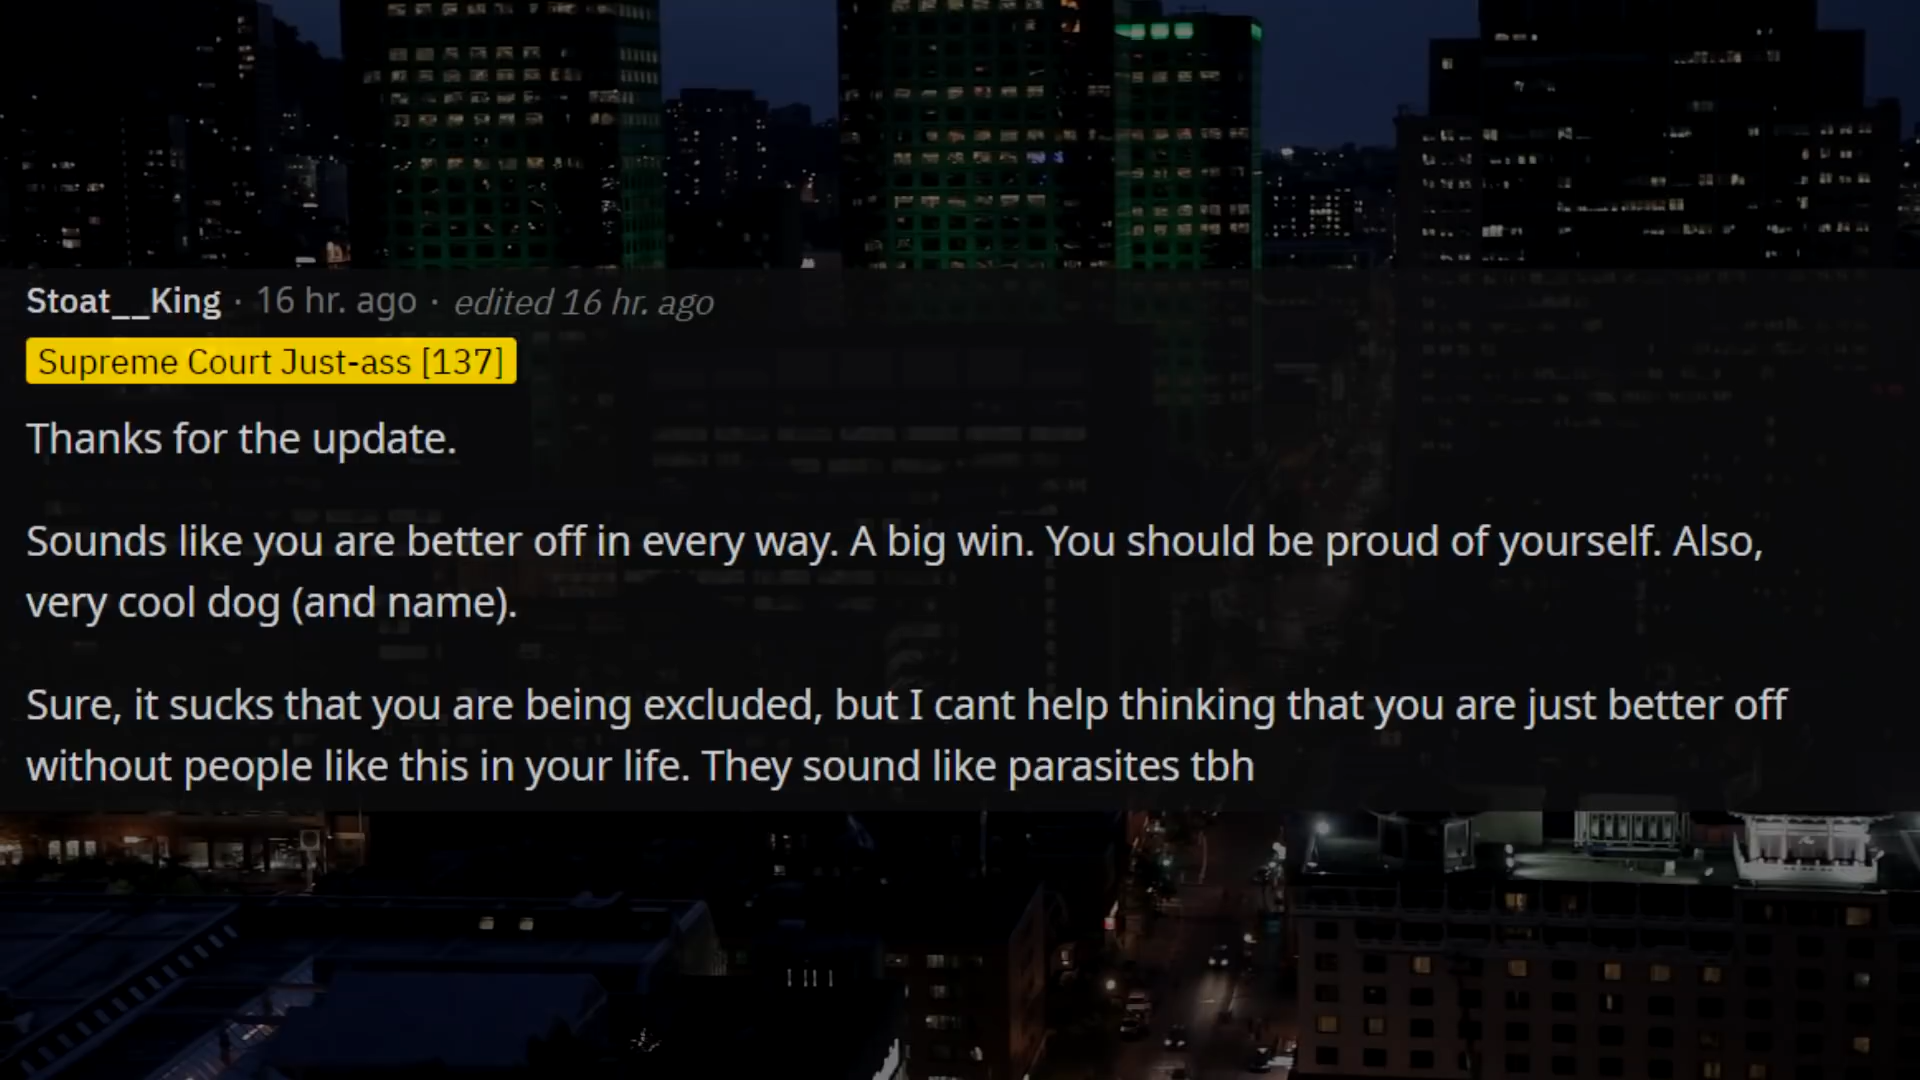 Stoat__King · 16 hr. ago · edited 16 hr. ago
Supreme Court Just-ass [137]
Thanks for the update.
Sounds like you are better off in every way. A big win. You should be proud of yourself. Also,
very cool dog (and name).
Sure, it sucks that you are being excluded, but I cant help thinking that you are just better off
without people like this in your life. They sound like parasites tbh